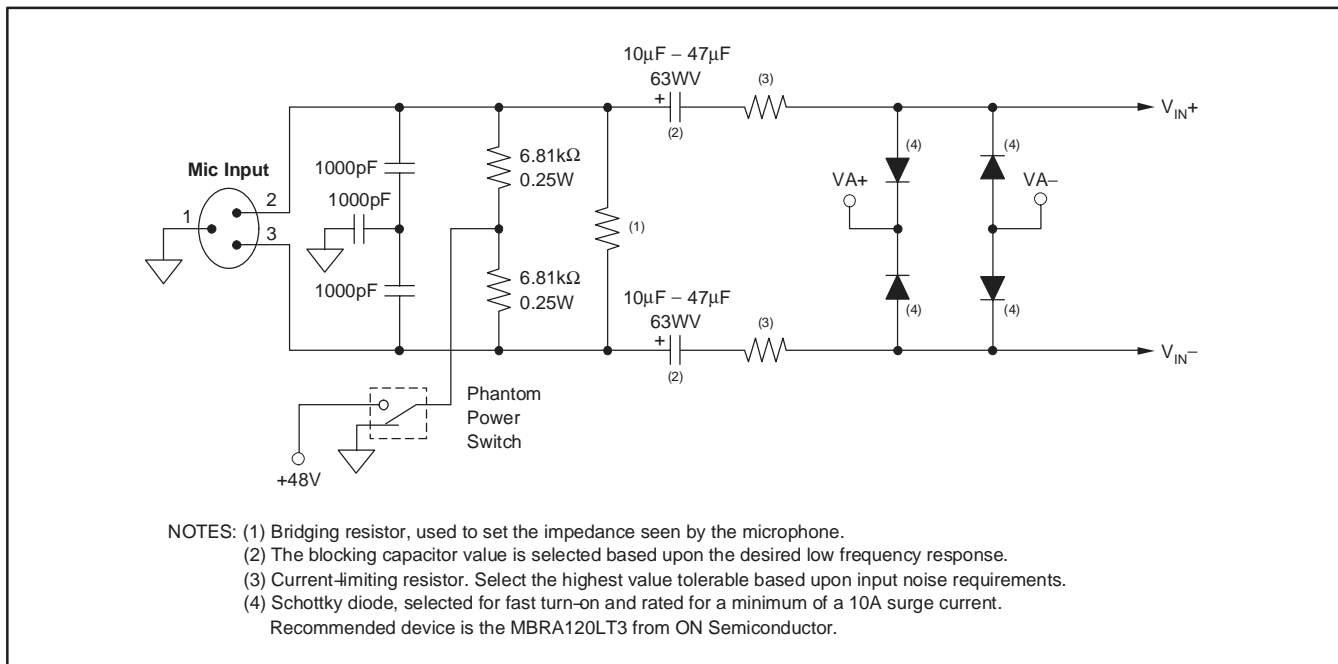 10μF – 47μF
63WV
(3)
+
(2)
V_IN+
Mic Input
2
1
3
1000pF
1000pF
1000pF
6.81kΩ
0.25W
6.81kΩ
0.25W
(1)
(4)
(4)
VA+
VA–
(4)
(4)
10μF – 47μF
63WV
(3)
+
(2)
V_IN–
Phantom
Power
Switch
+48V
NOTES: (1) Bridging resistor, used to set the impedance seen by the microphone.
(2) The blocking capacitor value is selected based upon the desired low frequency response.
(3) Current-limiting resistor. Select the highest value tolerable based upon input noise requirements.
(4) Schottky diode, selected for fast turn-on and rated for a minimum of a 10A surge current.
Recommended device is the MBRA120LT3 from ON Semiconductor.